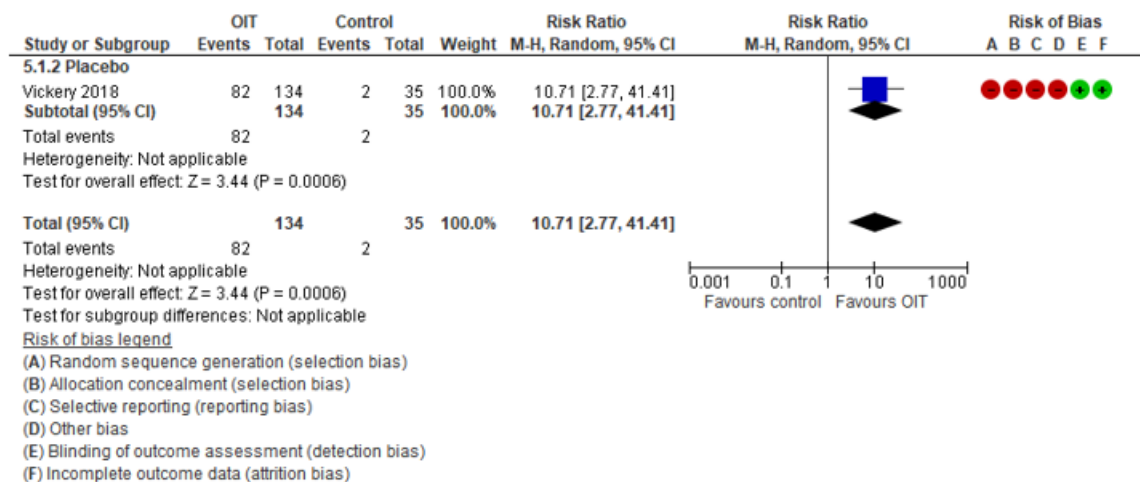 OIT Control Risk Ratio Risk Ratio Risk of Bias
Study or Subgroup Events Total Events Total Weight M-H, Random, 95% CI M-H, Random, 95% CI A B C D E F
5.1.2 Placebo
Vickery 2018 82 134 2 35 100.0% 10.71 [2.77, 41.41] - - - - + +
Subtotal (95% CI) 134 35 100.0% 10.71 [2.77, 41.41]
Total events 82 2
Heterogeneity: Not applicable
Test for overall effect: Z = 3.44 (P = 0.0006)
Total (95% CI) 134 35 100.0% 10.71 [2.77, 41.41]
Total events 82 2
Heterogeneity: Not applicable
Test for overall effect: Z = 3.44 (P = 0.0006)
Test for subgroup differences: Not applicable
0.001 0.1 1 10 1000
Favours control Favours OIT
Risk of bias legend
(A) Random sequence generation (selection bias)
(B) Allocation concealment (selection bias)
(C) Selective reporting (reporting bias)
(D) Other bias
(E) Blinding of outcome assessment (detection bias)
(F) Incomplete outcome data (attrition bias)